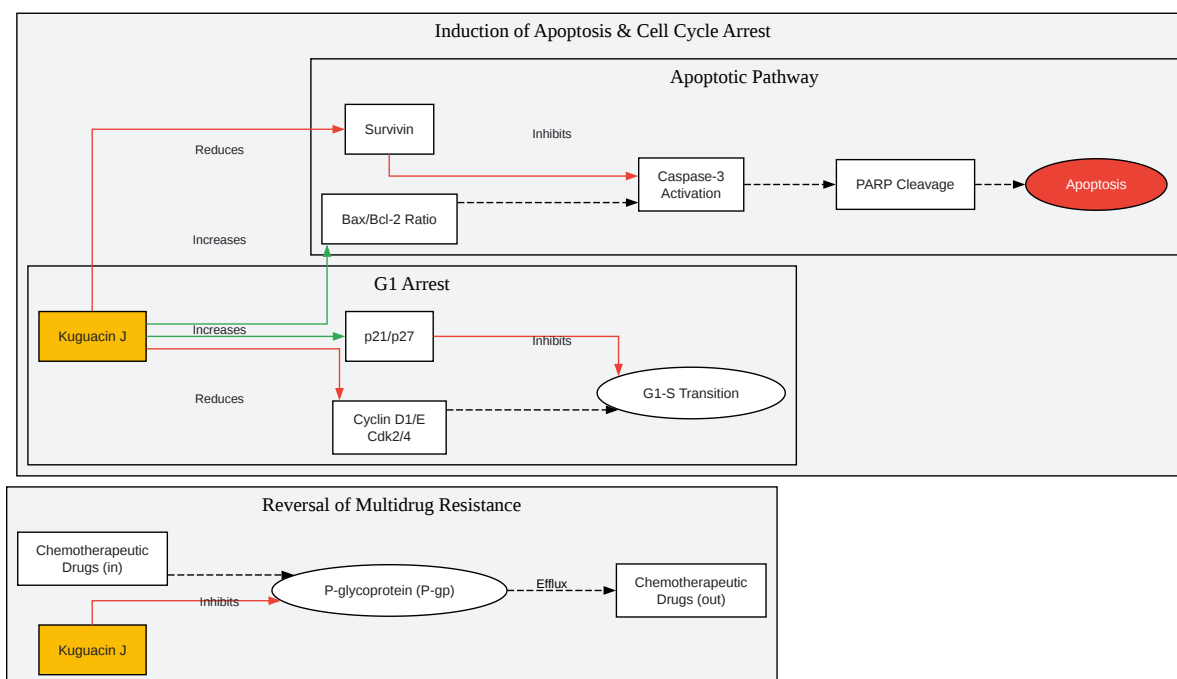 Induction of Apoptosis & Cell Cycle Arrest
Apoptotic Pathway
Survivin
Inhibits
Reduces
Caspase-3
Activation
PARP Cleavage
Apoptosis
Bax/Bcl-2 Ratio
Increases
G1 Arrest
Kuguacin J
Increases
p21/p27
Inhibits
G1-S Transition
Reduces
Cyclin D1/E
Cdk2/4
Reversal of Multidrug Resistance
Chemotherapeutic
Drugs (in)
P-glycoprotein (P-gp)
Efflux
Chemotherapeutic
Drugs (out)
Inhibits
Kuguacin J